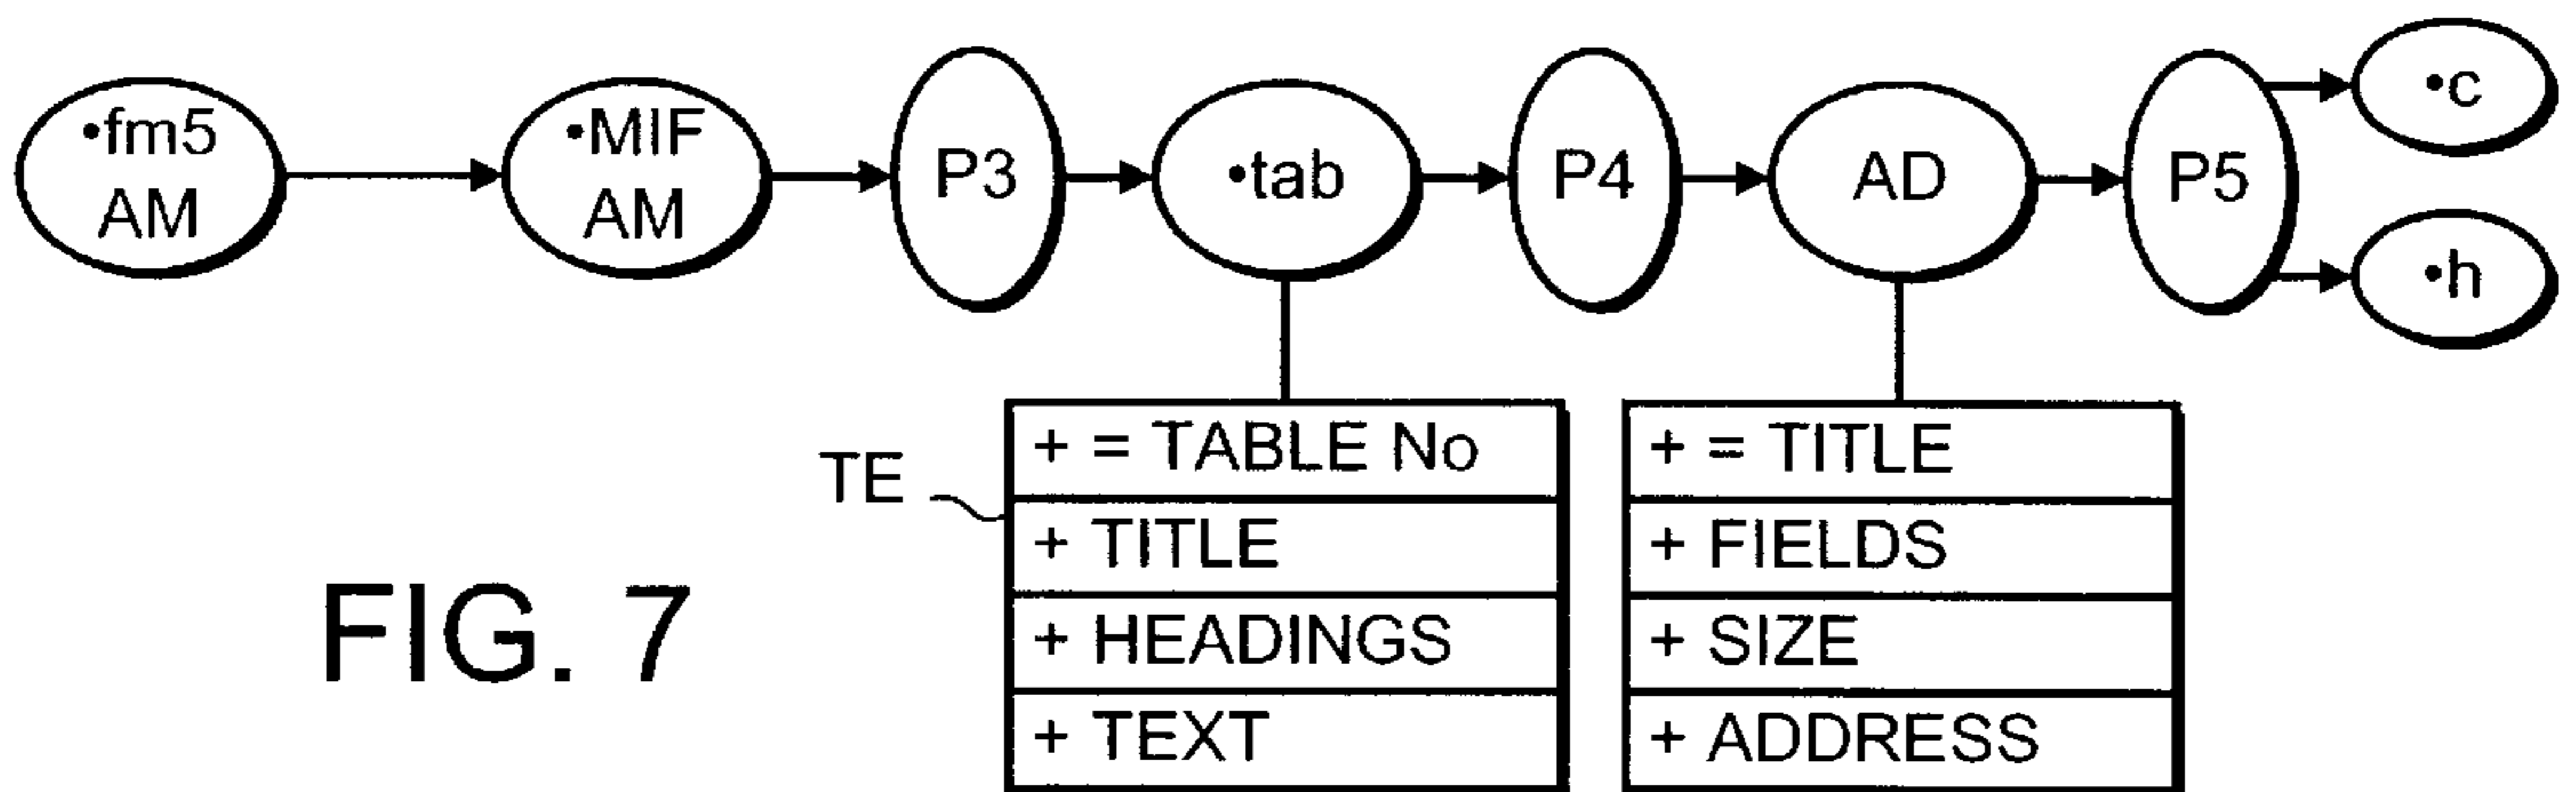 •fm5
AM
•MIF
AM
P3
•tab
P4
AD
P5
•c
•h
TE
+ = TABLE No
+ TITLE
+ HEADINGS
+ TEXT
+ = TITLE
+ FIELDS
+ SIZE
+ ADDRESS
FIG. 7